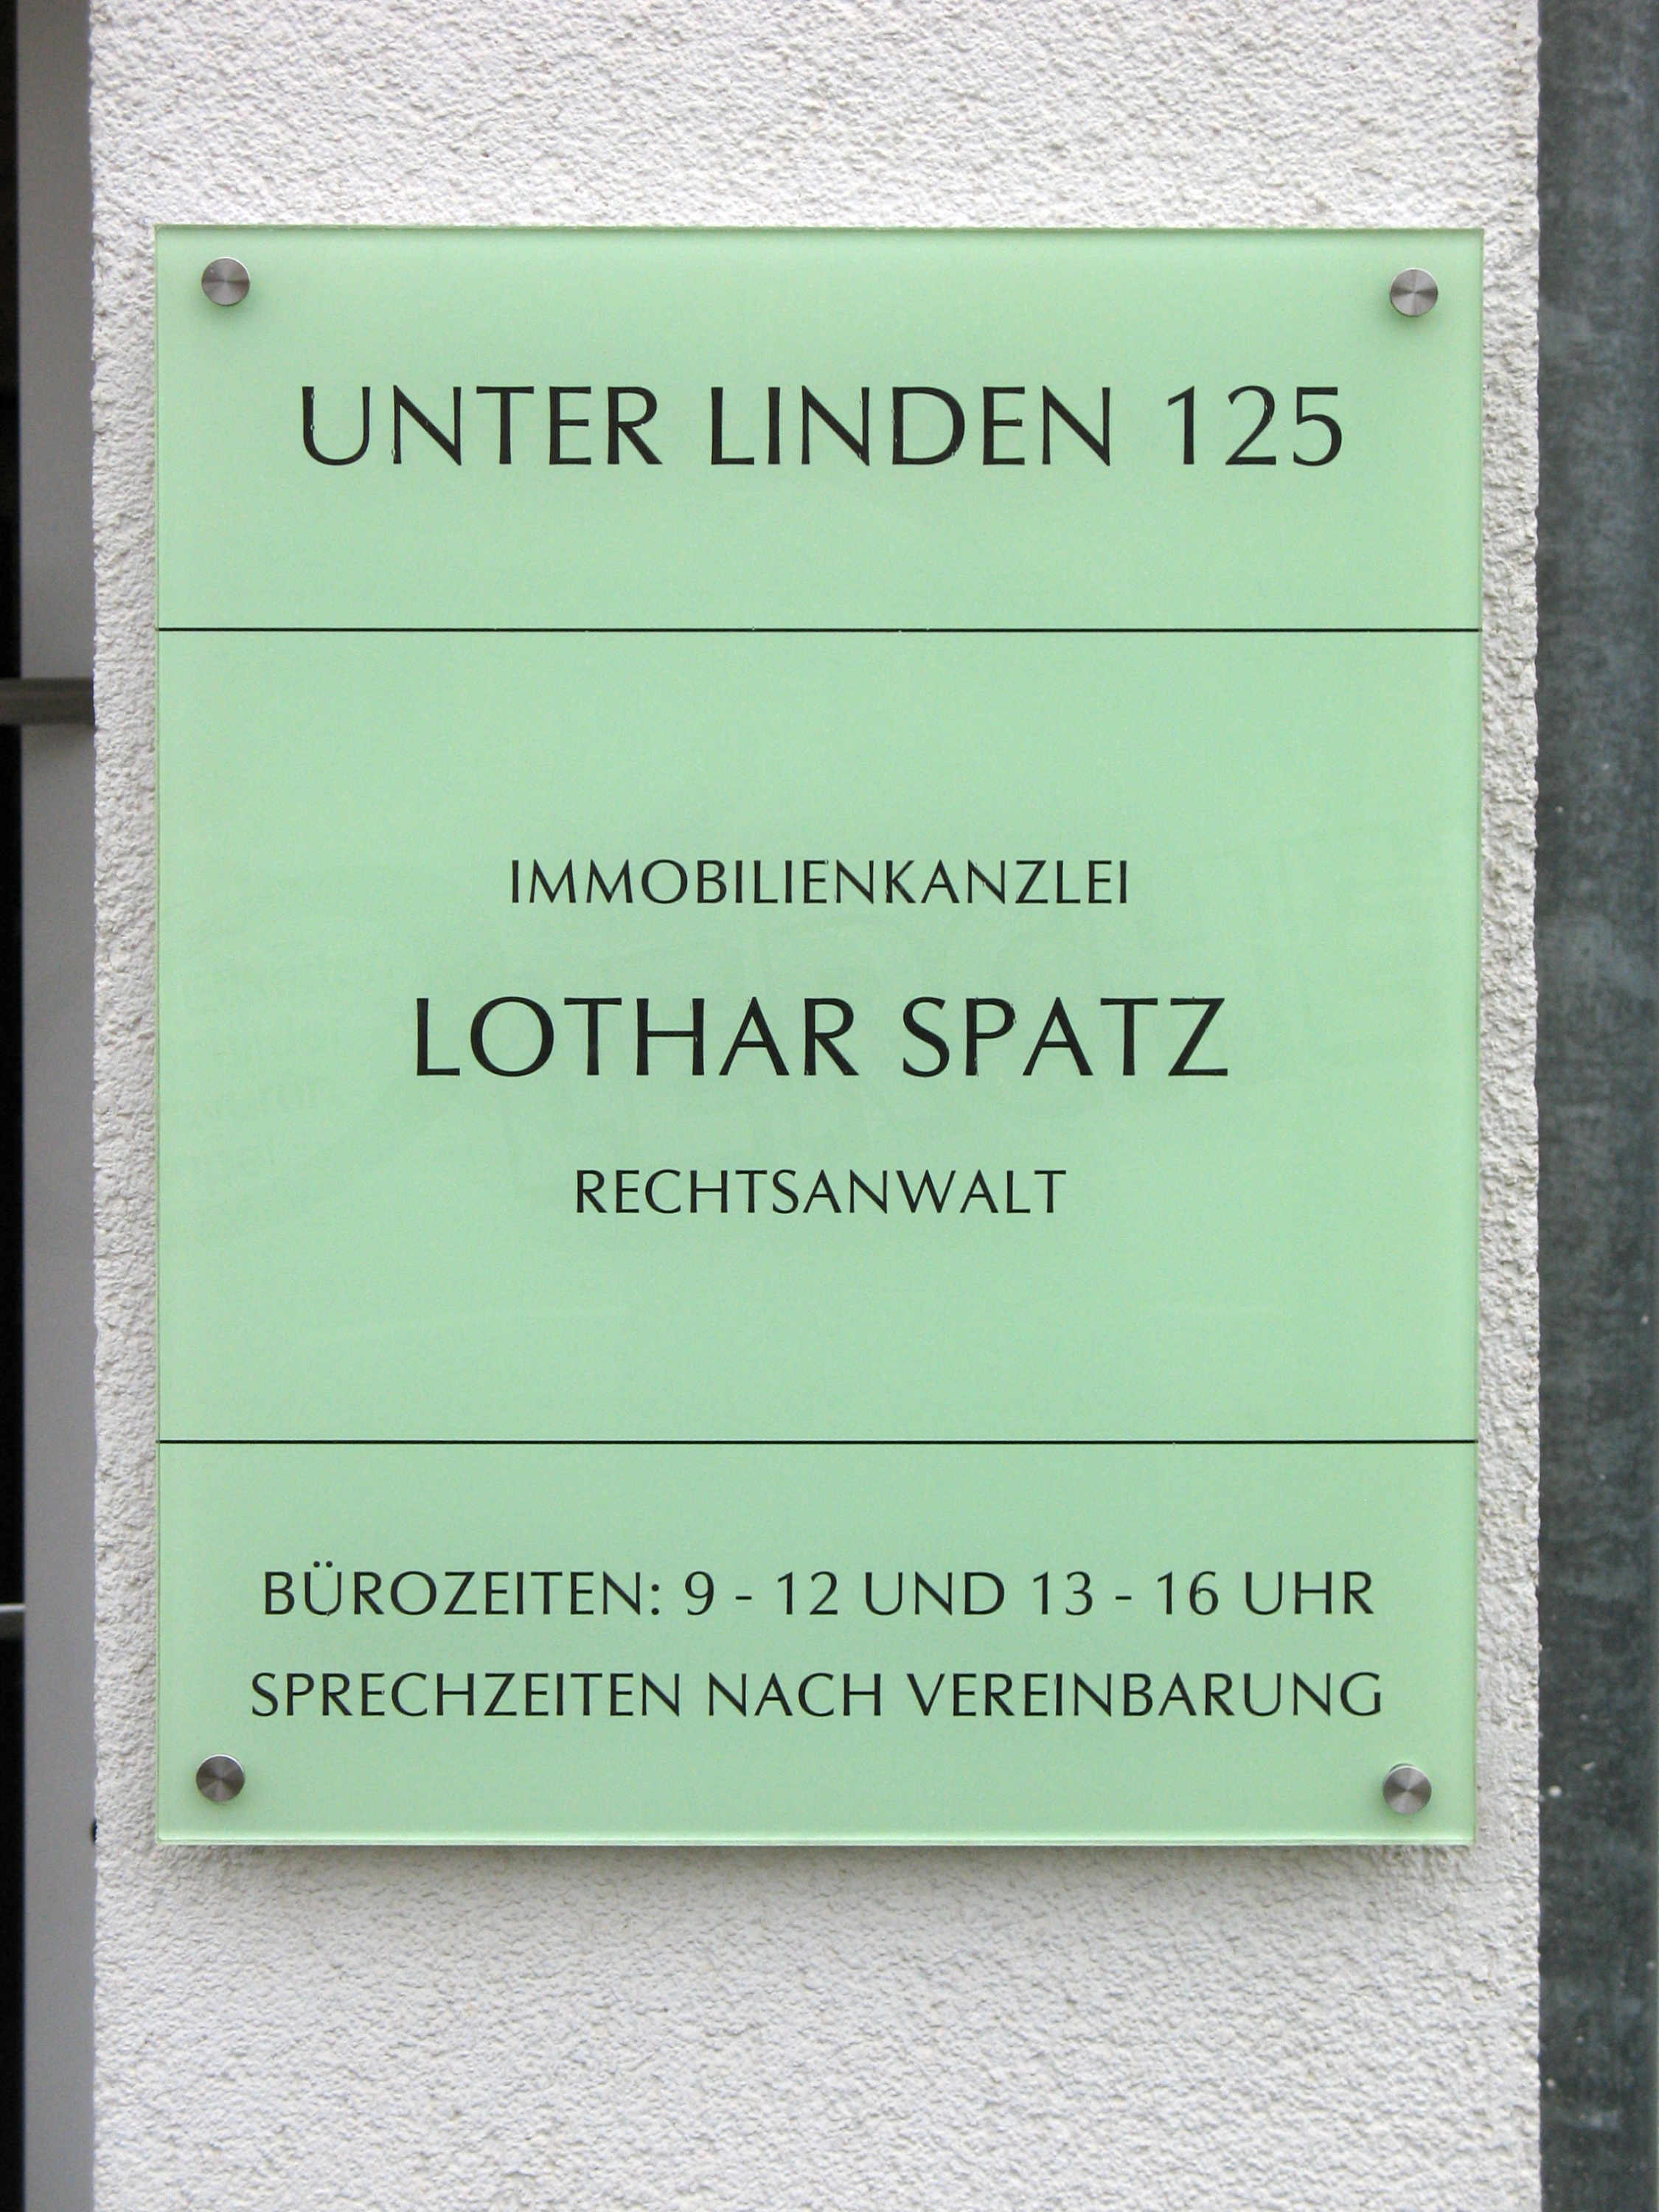 UNTER LINDEN 125
IMMOBILIENKANZLEI
LOTHAR SPATZ
RECHTSANWALT
BÜROZEITEN: 9 - 12 UND 13 - 16 UHR
SPRECHZEITEN NACH VEREINBARUNG